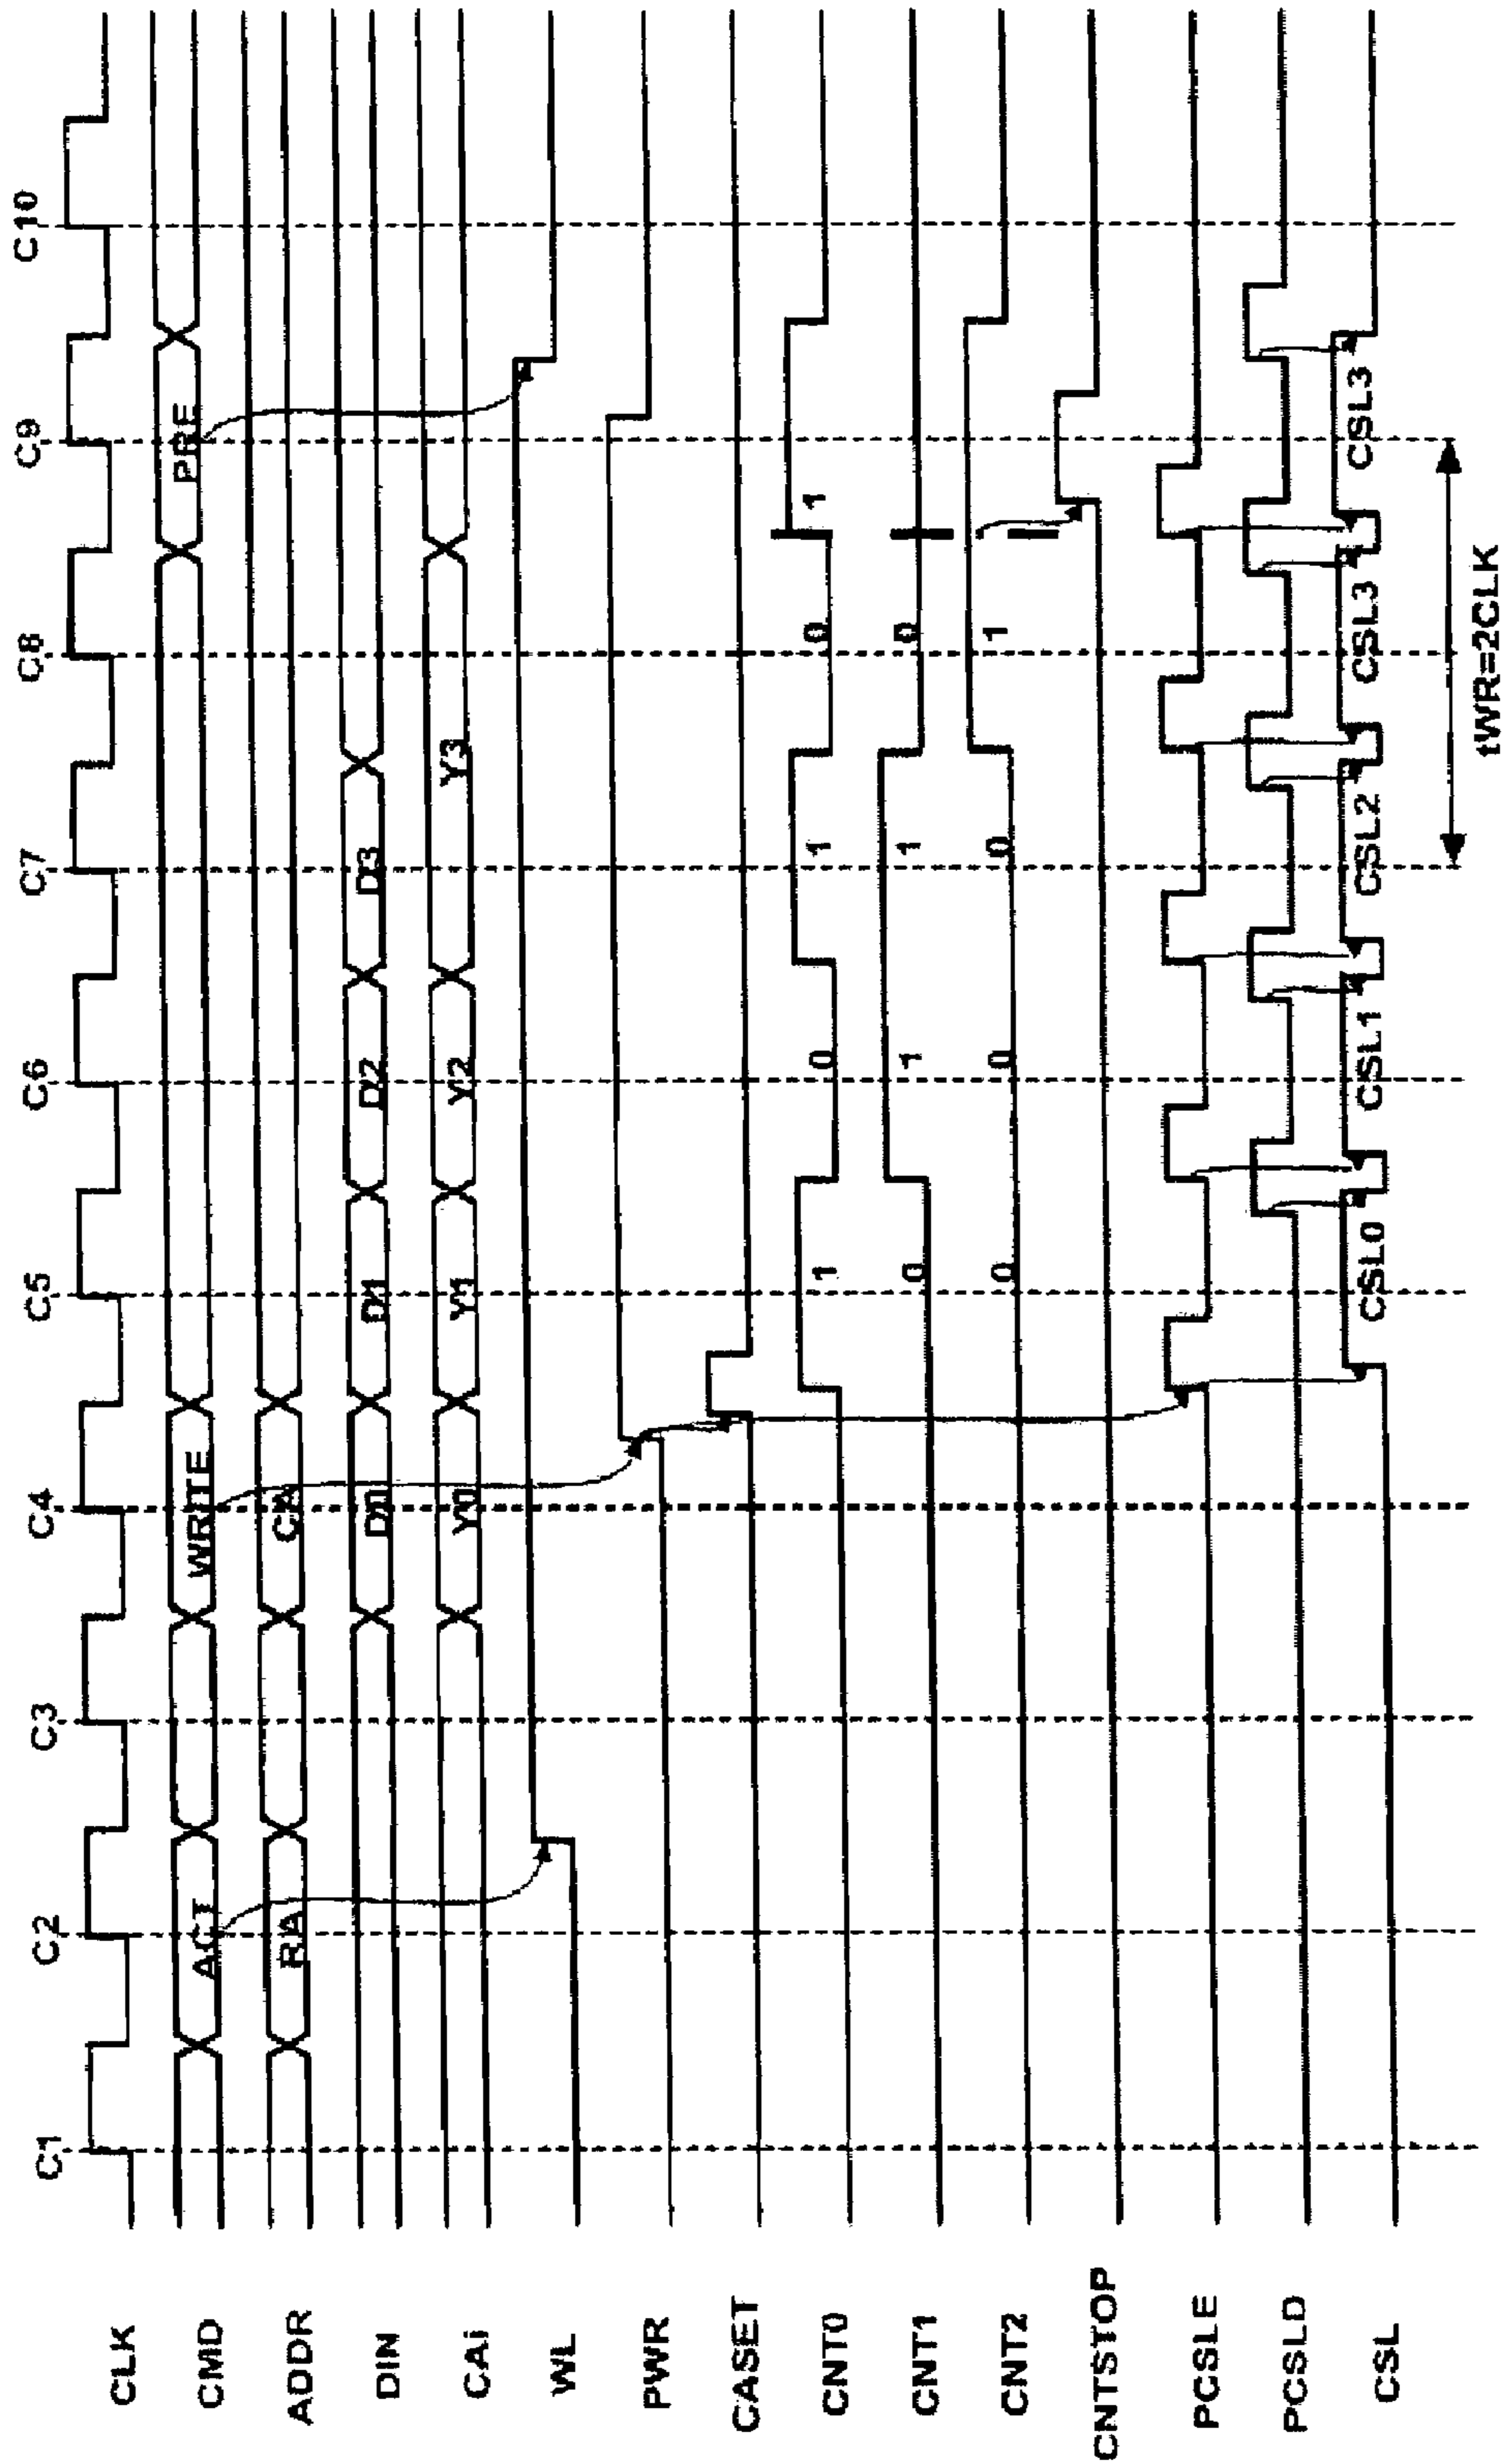 C1 C2 C3 C4 C5 C6 C7 C8 C9 C10
CLK
CMD ACT WRITE PRE
ADDR RA CA
DIN D0 D1 D2 D3
CAi Y0 Y1 Y2 Y3
WL
PWR
CASET
CNT0 1 0 1 0 1
CNT1 0 1 1 0
CNT2 0 0 0 1
CNTSTOP
PCSLE
PCSLD
CSL CSL0 CSL1 CSL2 CSL3 CSL3
tWR=2CLK